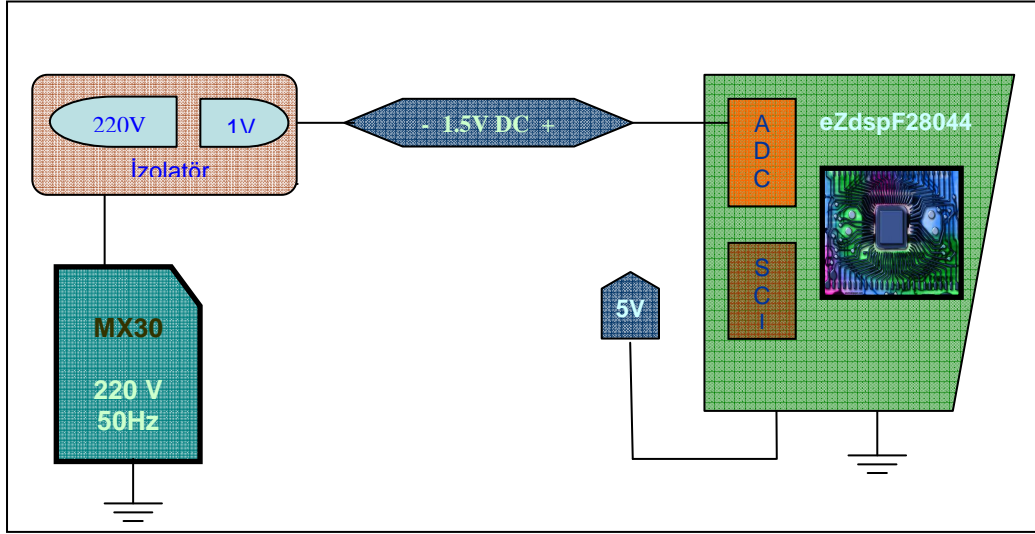 220V
1V
İzolatör
- 1.5V DC +
A
D
C
eZdspF28044
S
C
I
5V
MX30
220 V
50Hz